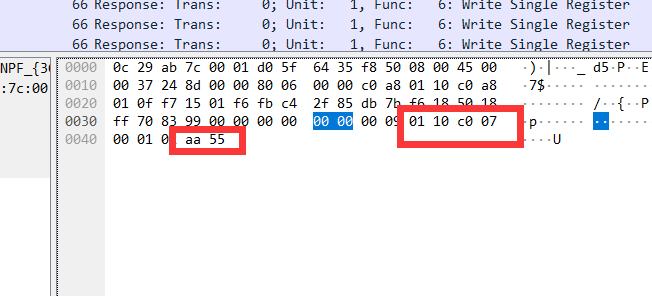 66 Response: Trans: 0; Unit: 1, Func: 6: Write Single Register
66 Response: Trans: 0; Unit: 1, Func: 6: Write Single Register
66 Response: Trans: 0; Unit: 1, Func: 6: Write Single Register
NPF_{3C
:7c:00
0000 0c 29 ab 7c 00 01 d0 5f 64 35 f8 50 08 00 45 00 ·)·|···_ d5·P··E·
0010 00 37 24 8d 00 00 80 06 00 00 c0 a8 01 10 c0 a8 ·7$····· ········
0020 01 0f f7 15 01 f6 fb c4 2f 85 db 7b f6 18 50 18 ········ /··{··P·
0030 ff 70 83 99 00 00 00 00 00 00 00 09 01 10 c0 07 ·p······ ········
0040 00 01 aa 55 ····U